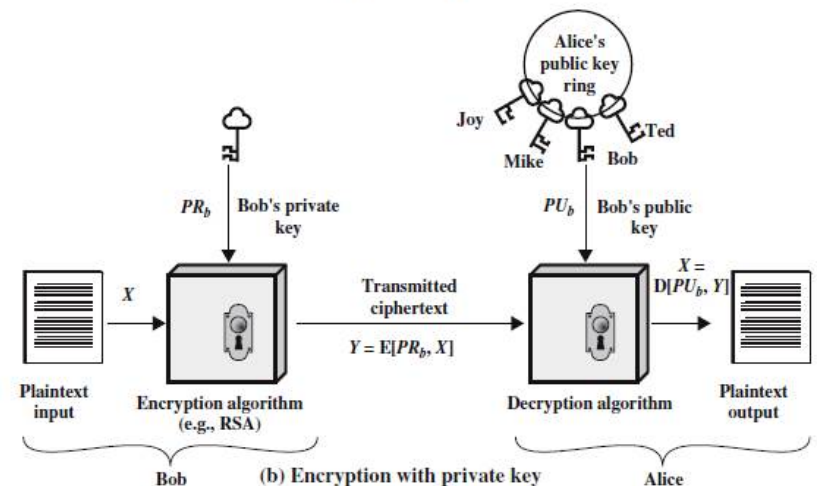 Alice's
public key
ring
Joy
Mike
Bob
Ted
PR_b
Bob's private
key
PU_b
Bob's public
key
X
Transmitted
ciphertext
Y = E[PR_b, X]
X =
D[PU_b, Y]
Plaintext
input
Encryption algorithm
(e.g., RSA)
Decryption algorithm
Plaintext
output
Bob
(b) Encryption with private key
Alice